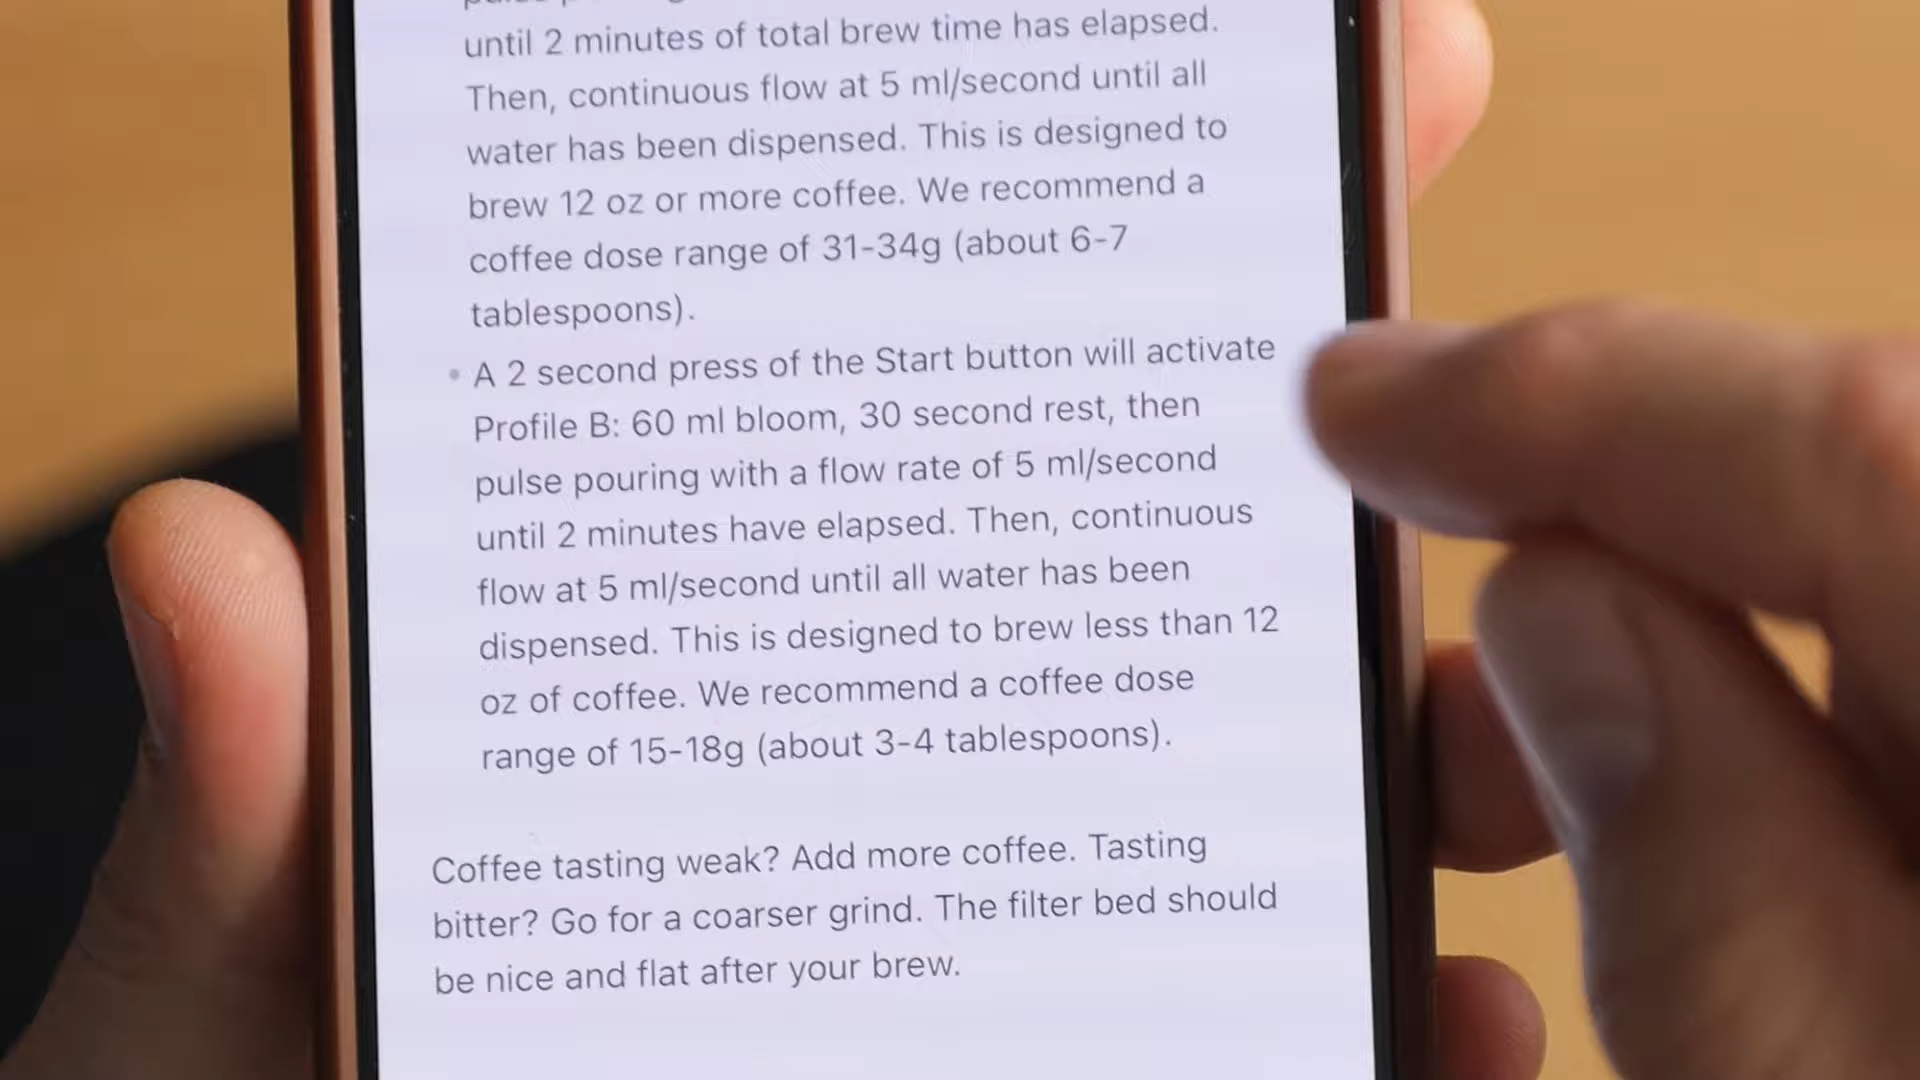 until 2 minutes of total brew time has elapsed.
Then, continuous flow at 5 ml/second until all
water has been dispensed. This is designed to
brew 12 oz or more coffee. We recommend a
coffee dose range of 31-34g (about 6-7
tablespoons).
• A 2 second press of the Start button will activate
Profile B: 60 ml bloom, 30 second rest, then
pulse pouring with a flow rate of 5 ml/second
until 2 minutes have elapsed. Then, continuous
flow at 5 ml/second until all water has been
dispensed. This is designed to brew less than 12
oz of coffee. We recommend a coffee dose
range of 15-18g (about 3-4 tablespoons).
Coffee tasting weak? Add more coffee. Tasting
bitter? Go for a coarser grind. The filter bed should
be nice and flat after your brew.